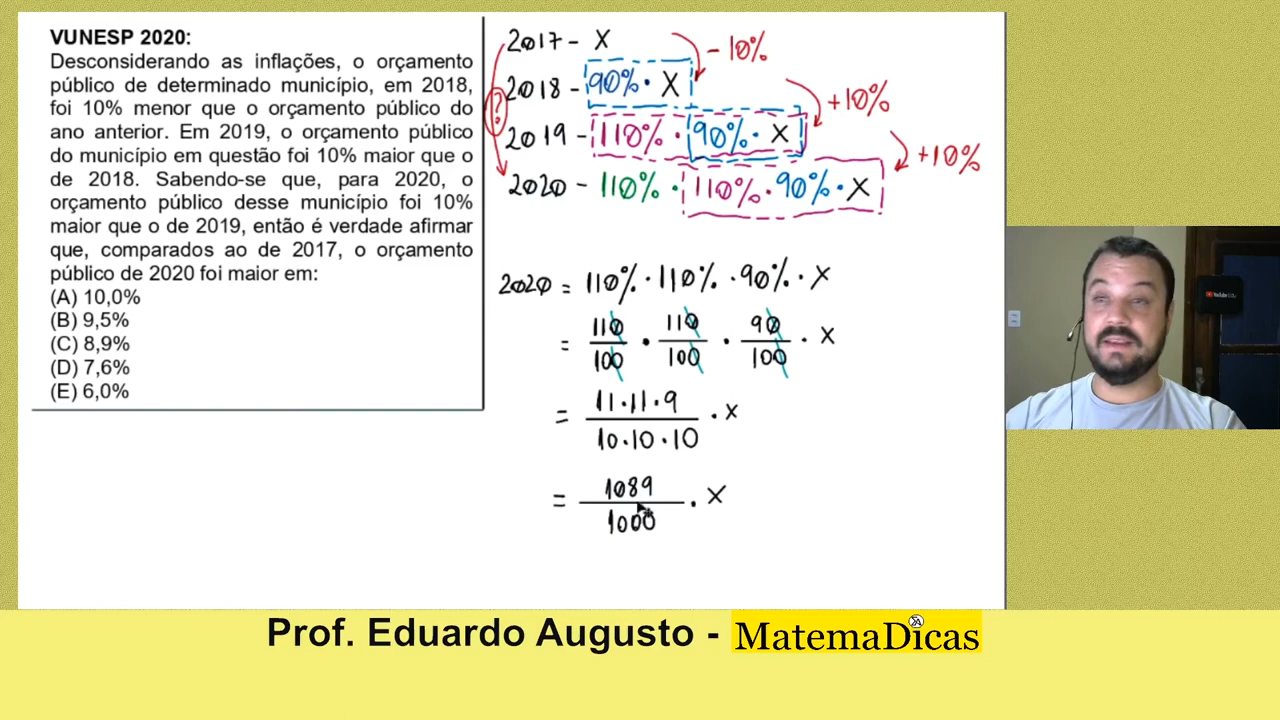 VUNESP 2020:
Desconsiderando as inflações, o orçamento
público de determinado município, em 2018,
foi 10% menor que o orçamento público do
ano anterior. Em 2019, o orçamento público
do município em questão foi 10% maior que o
de 2018. Sabendo-se que, para 2020, o
orçamento público desse município foi 10%
maior que o de 2019, então é verdade afirmar
que, comparados ao de 2017, o orçamento
público de 2020 foi maior em:
(A) 10,0%
(B) 9,5%
(C) 8,9%
(D) 7,6%
(E) 6,0%
2017 - X
- 10%
2018 - 90% · X
+10%
?
2019 - 110% · 90% · X
+10%
2020 - 110% · 110% · 90% · X
2020 = 110% · 110% · 90% · X
= 110/100 · 110/100 · 90/100 · X
= 11·11·9/10·10·10 · X
= 1089/1000 · X
YouTube Edu
Prof. Eduardo Augusto - MatemaDicas